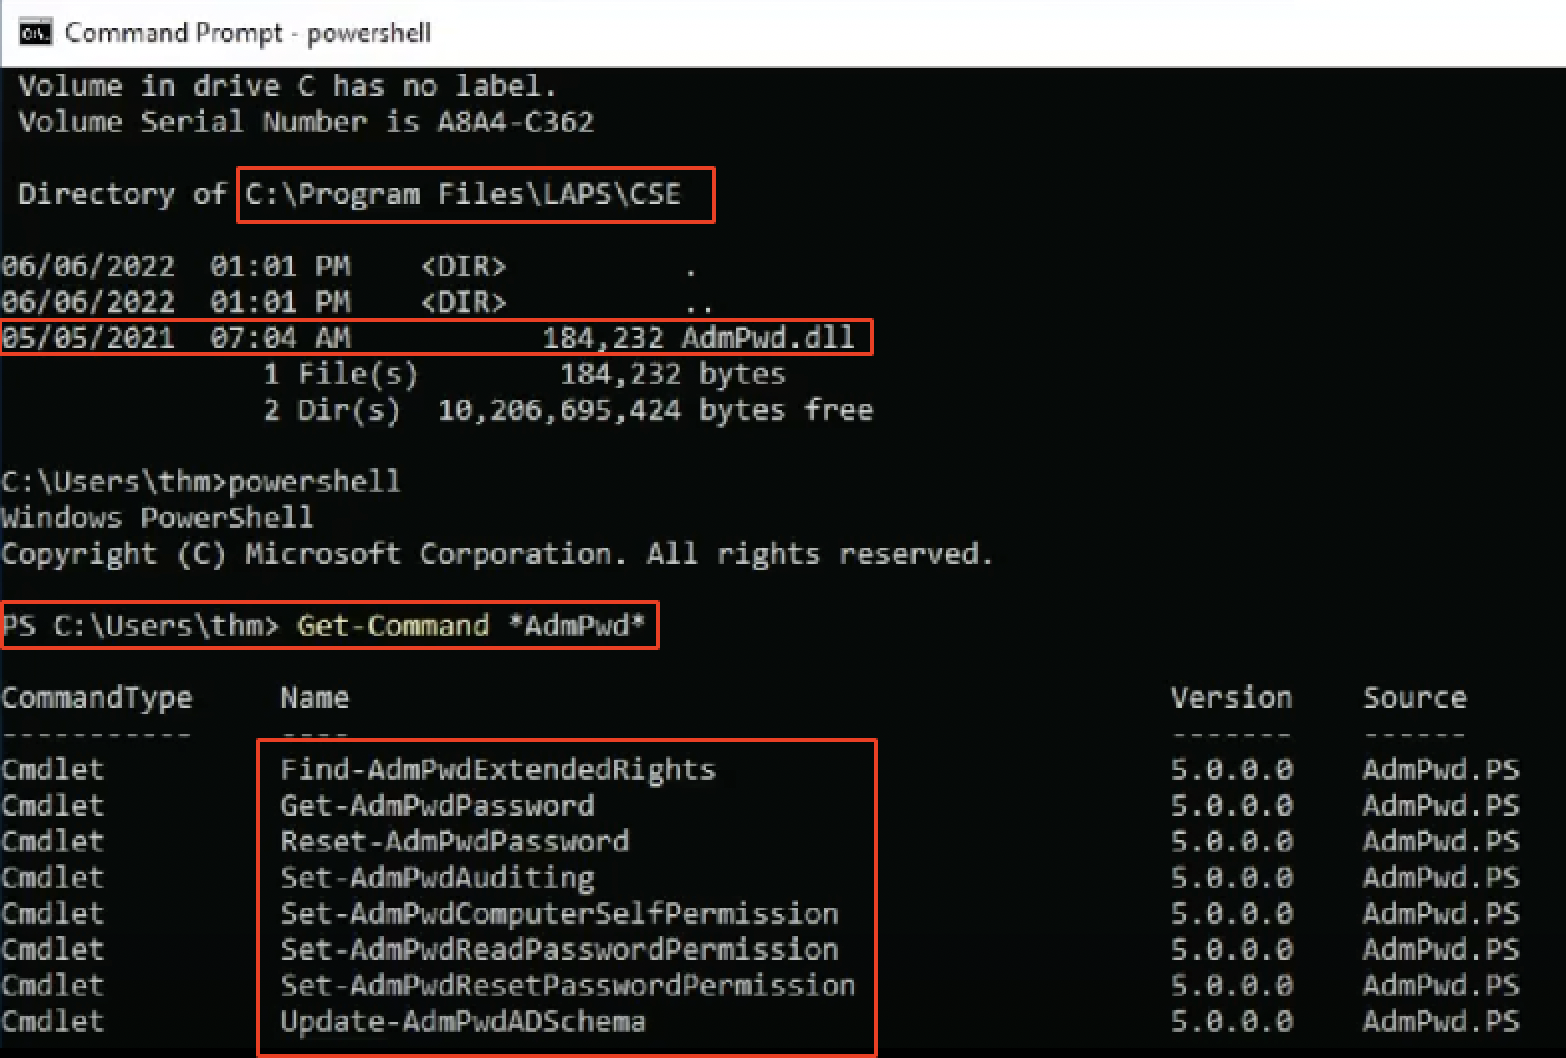 Command Prompt - powershell
Volume in drive C has no label.
Volume Serial Number is A8A4-C362
Directory of C:\Program Files\LAPS\CSE
06/06/2022  01:01 PM    <DIR>          .
06/06/2022  01:01 PM    <DIR>          ..
05/05/2021  07:04 AM           184,232 AdmPwd.dll
1 File(s)        184,232 bytes
2 Dir(s)  10,206,695,424 bytes free
C:\Users\thm>powershell
Windows PowerShell
Copyright (C) Microsoft Corporation. All rights reserved.
PS C:\Users\thm> Get-Command *AdmPwd*
CommandType     Name                                               Version    Source
-----------     ----                                               -------    ------
Cmdlet          Find-AdmPwdExtendedRights                          5.0.0.0    AdmPwd.PS
Cmdlet          Get-AdmPwdPassword                                 5.0.0.0    AdmPwd.PS
Cmdlet          Reset-AdmPwdPassword                               5.0.0.0    AdmPwd.PS
Cmdlet          Set-AdmPwdAuditing                                 5.0.0.0    AdmPwd.PS
Cmdlet          Set-AdmPwdComputerSelfPermission                   5.0.0.0    AdmPwd.PS
Cmdlet          Set-AdmPwdReadPasswordPermission                   5.0.0.0    AdmPwd.PS
Cmdlet          Set-AdmPwdResetPasswordPermission                  5.0.0.0    AdmPwd.PS
Cmdlet          Update-AdmPwdADSchema                              5.0.0.0    AdmPwd.PS